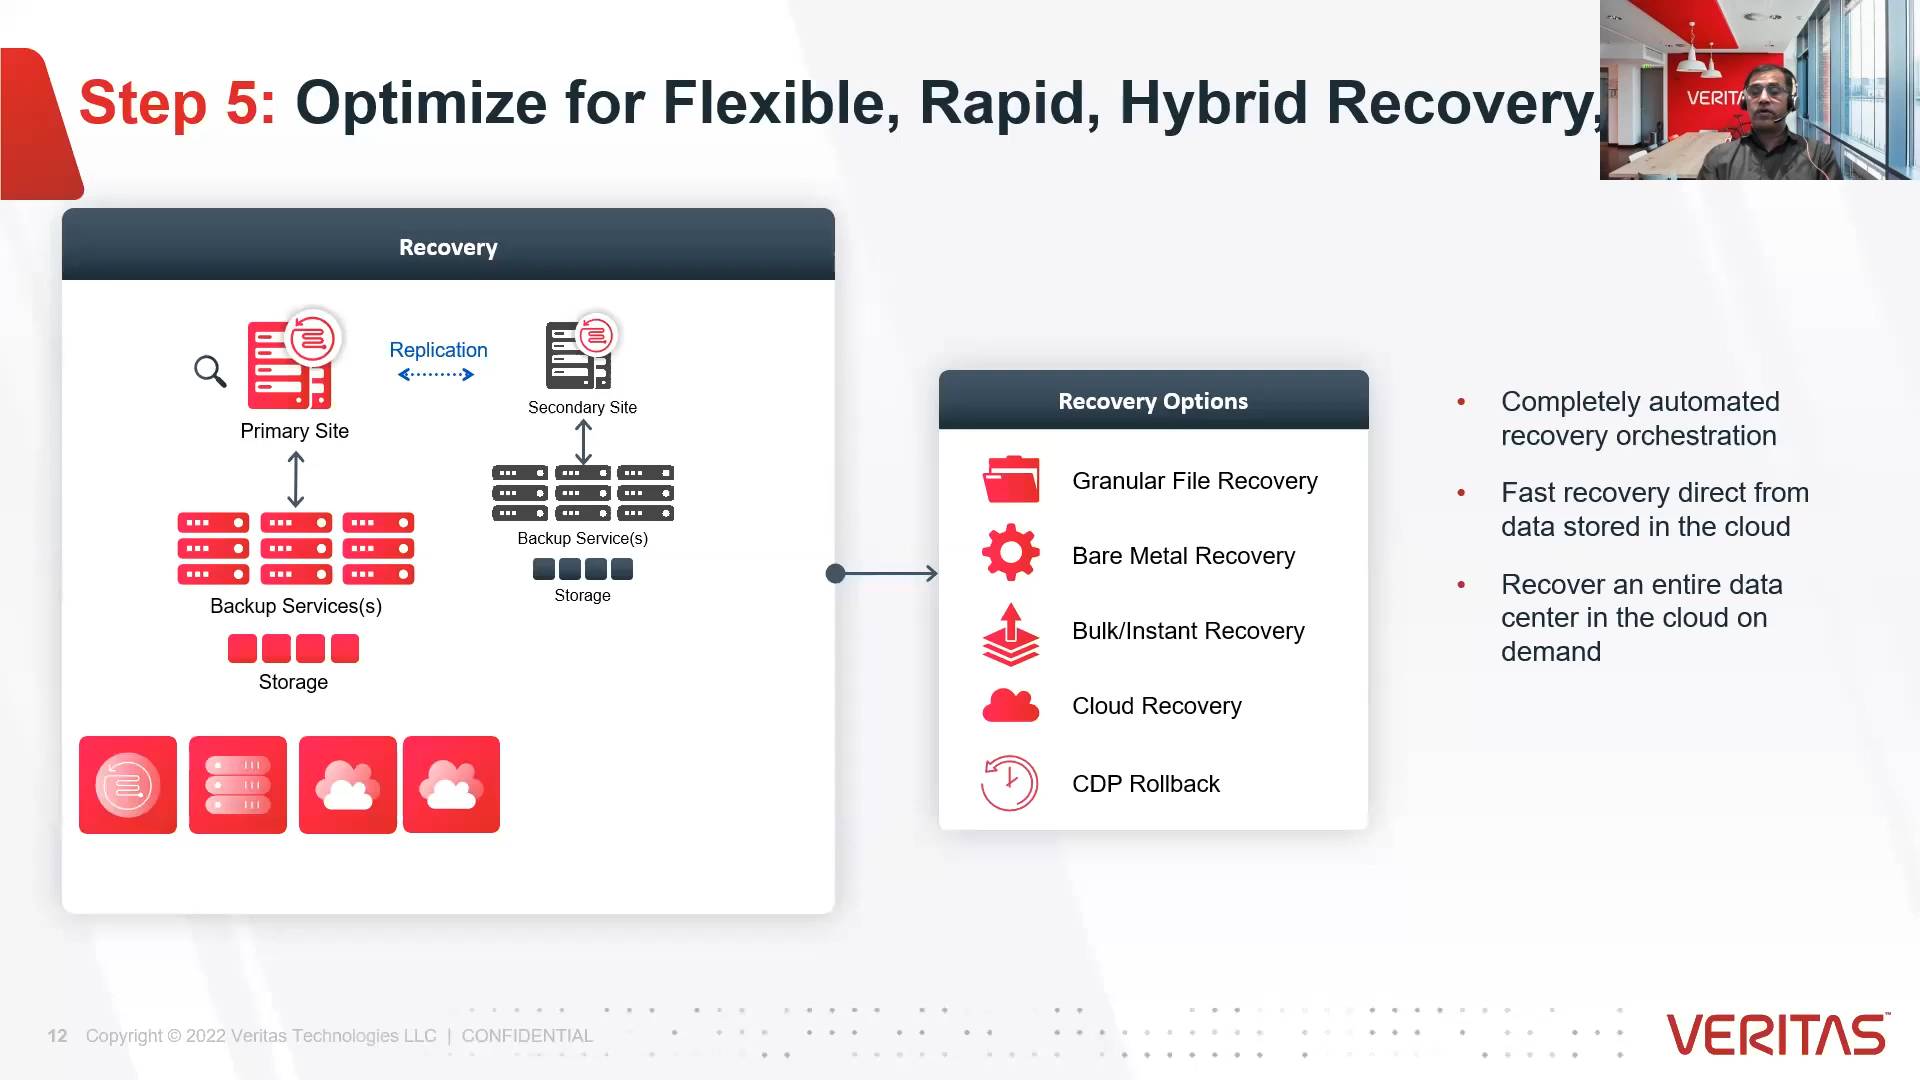 Step 5: Optimize for Flexible, Rapid, Hybrid Recovery,
Recovery
Replication
Primary Site
Secondary Site
Backup Services(s)
Storage
Backup Service(s)
Storage
Recovery Options
Granular File Recovery
Bare Metal Recovery
Bulk/Instant Recovery
Cloud Recovery
CDP Rollback
• Completely automated
recovery orchestration
• Fast recovery direct from
data stored in the cloud
• Recover an entire data
center in the cloud on
demand
12 Copyright © 2022 Veritas Technologies LLC | CONFIDENTIAL
VERITAS™